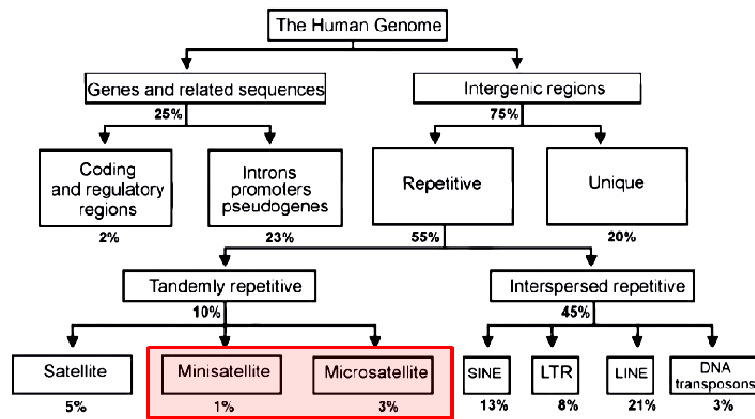 The Human Genome
Genes and related sequences
Intergenic regions
25%
75%
Coding
and regulatory
regions
Introns
promoters
pseudogenes
Repetitive
Unique
2%
23%
55%
20%
Tandemly repetitive
Interspersed repetitive
10%
45%
Satellite
Minisatellite
Microsatellite
SINE
LTR
LINE
DNA
transposons
5%
1%
3%
13%
8%
21%
3%